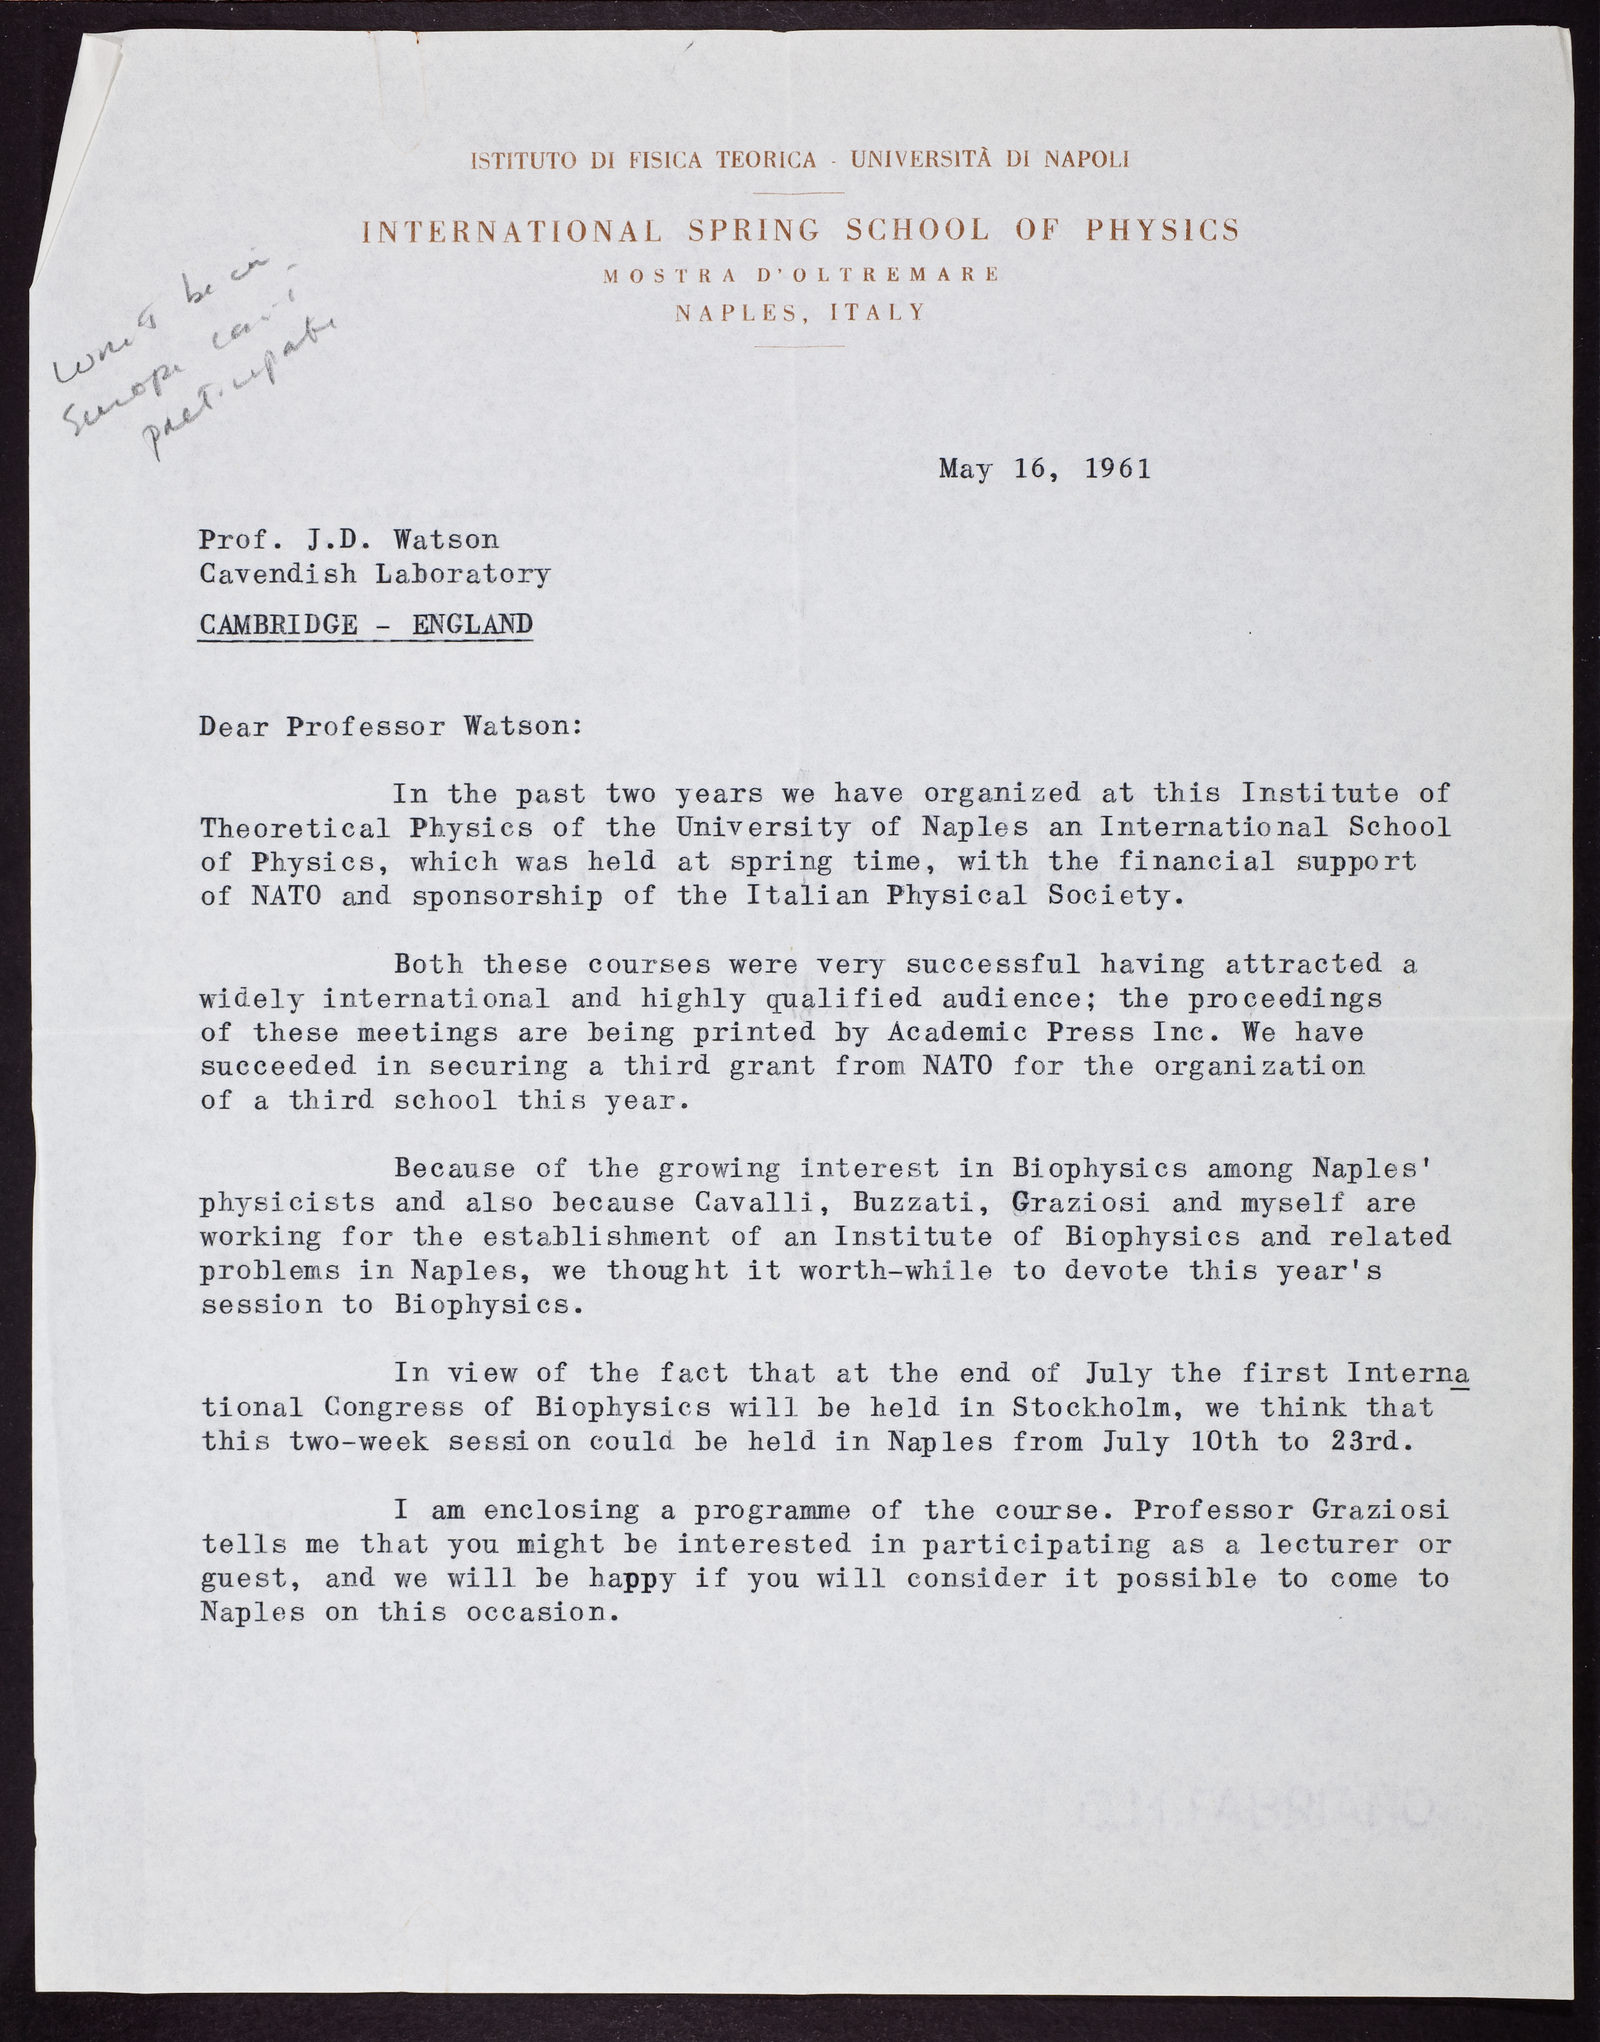 ISTITUTO DI FISICA TEORICA - UNIVERSITÀ DI NAPOLI
INTERNATIONAL SPRING SCHOOL OF PHYSICS
MOSTRA D'OLTREMARE
NAPLES, ITALY
won't be in
Europe can't
participate
May 16, 1961
Prof. J.D. Watson
Cavendish Laboratory
CAMBRIDGE - ENGLAND
Dear Professor Watson:
In the past two years we have organized at this Institute of
Theoretical Physics of the University of Naples an International School
of Physics, which was held at spring time, with the financial support
of NATO and sponsorship of the Italian Physical Society.
Both these courses were very successful having attracted a
widely international and highly qualified audience; the proceedings
of these meetings are being printed by Academic Press Inc. We have
succeeded in securing a third grant from NATO for the organization
of a third school this year.
Because of the growing interest in Biophysics among Naples'
physicists and also because Cavalli, Buzzati, Graziosi and myself are
working for the establishment of an Institute of Biophysics and related
problems in Naples, we thought it worth-while to devote this year's
session to Biophysics.
In view of the fact that at the end of July the first Interna
tional Congress of Biophysics will be held in Stockholm, we think that
this two-week session could be held in Naples from July 10th to 23rd.
I am enclosing a programme of the course. Professor Graziosi
tells me that you might be interested in participating as a lecturer or
guest, and we will be happy if you will consider it possible to come to
Naples on this occasion.